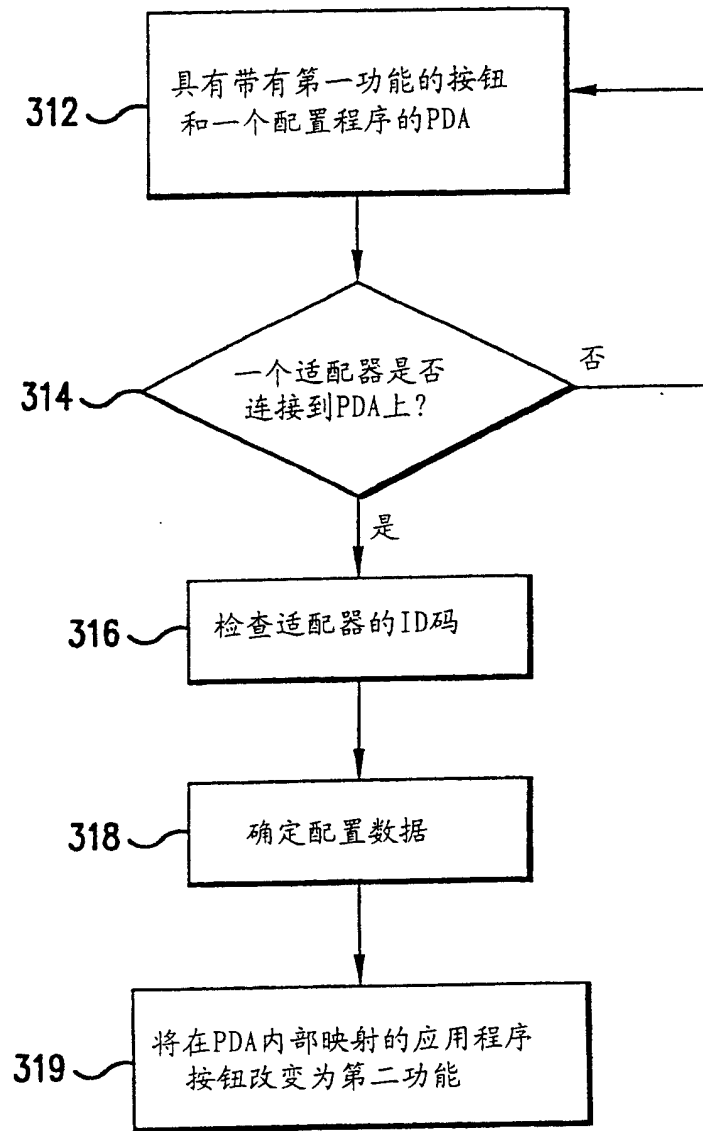 312
具有带有第一功能的按钮
和一个配置程序的PDA
314
一个适配器是否
连接到PDA上?
否
是
316
检查适配器的ID码
318
确定配置数据
319
将在PDA内部映射的应用程序
按钮改变为第二功能